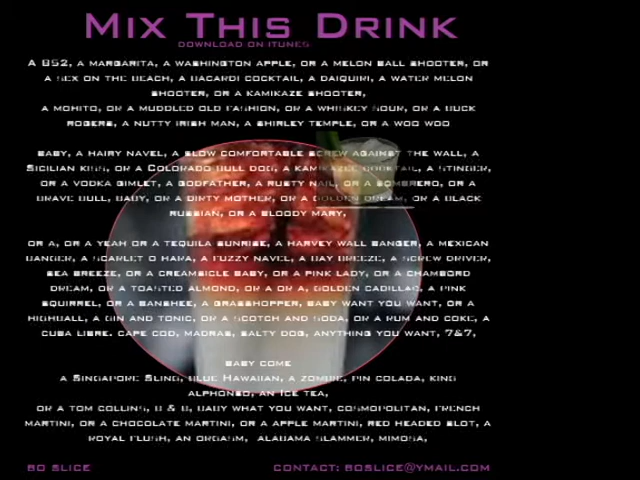 Mix This Drink
DOWNLOAD ON ITUNES
A B52, A MARGARITA, A WASHINGTON APPLE, OR A MELON BALL SHOOTER, OR
A SEX ON THE BEACH, A BACARDI COCKTAIL, A DAIQUIRI, A WATER MELON
SHOOTER, OR A KAMIKAZE SHOOTER,
A MOHITO, OR A MUDDLED OLD FASHION, OR A WHISKEY SOUR, OR A BUCK
ROGERS, A NUTTY IRISH MAN, A SHIRLEY TEMPLE, OR A WOO WOO
BABY, A HAIRY NAVEL, A SLOW COMFORTABLE SCREW AGAINST THE WALL, A
SICILIAN KISS, OR A COLORADO BULL DOG, A KAMIKAZE COCKTAIL, A STINGER,
OR A VODKA GIMLET, A GODFATHER, A RUSTY NAIL, OR A SOMBRERO, OR A
BRAVE BULL, BABY, OR A DIRTY MOTHER, OR A GOLDEN DREAM, OR A BLACK
RUSSIAN, OR A BLOODY MARY,
OR A, OR A YEAH OR A TEQUILA SUNRISE, A HARVEY WALL BANGER, A MEXICAN
BANGER, A SCARLET O HARA, A FUZZY NAVEL, A BAY BREEZE, A SCREW DRIVER,
SEA BREEZE, OR A CREAMSICLE BABY, OR A PINK LADY, OR A CHAMBORD
DREAM, OR A TOASTED ALMOND, OR A OR A, GOLDEN CADILLAC, A PINK
SQUIRREL, OR A BANSHEE, A GRASSHOPPER, BABY WANT YOU WANT, OR A
HIGHBALL, A GIN AND TONIC, OR A SCOTCH AND SODA, OR A RUM AND COKE, A
CUBA LIBRE. CAPE COD, MADRAS, SALTY DOG, ANYTHING YOU WANT, 7&7,
BABY COME
A SINGAPORE SLING, BLUE HAWAIIAN, A ZOMBIE, PIN COLADA, KING
ALPHONSO, AN ICE TEA,
OR A TOM COLLINS, B & B, BABY WHAT YOU WANT, COSMOPOLITAN, FRENCH
MARTINI, OR A CHOCOLATE MARTINI, OR A APPLE MARTINI, RED HEADED SLOT, A
ROYAL FLUSH, AN ORGASM, ALABAMA SLAMMER, MIMOSA,
BO SLICE
CONTACT: BOSLICE@YMAIL.COM